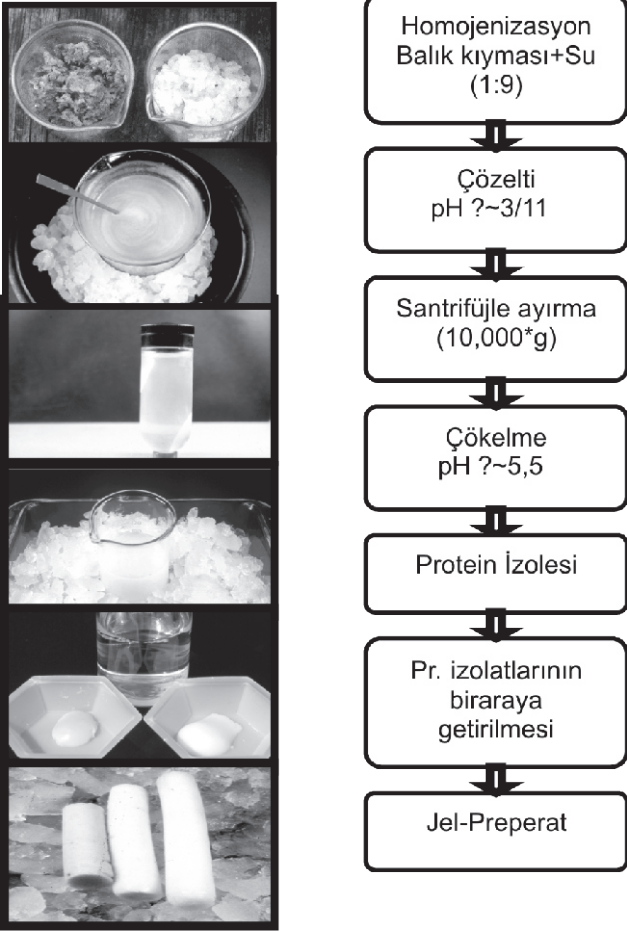 Homojenizasyon
Balık kıyması+Su
(1:9)
Çözelti
pH ?~3/11
Santrifüjle ayırma
(10,000*g)
Çökelme
pH ?~5,5
Protein İzolesi
Pr. izolatlarının
biraraya
getirilmesi
Jel-Preperat